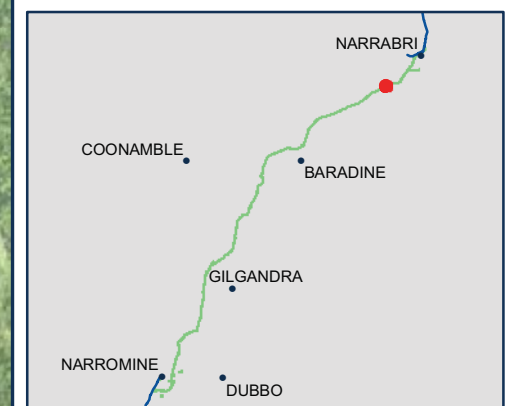 NARRABRI
COONAMBLE
BARADINE
GILGANDRA
NARROMINE
DUBBO